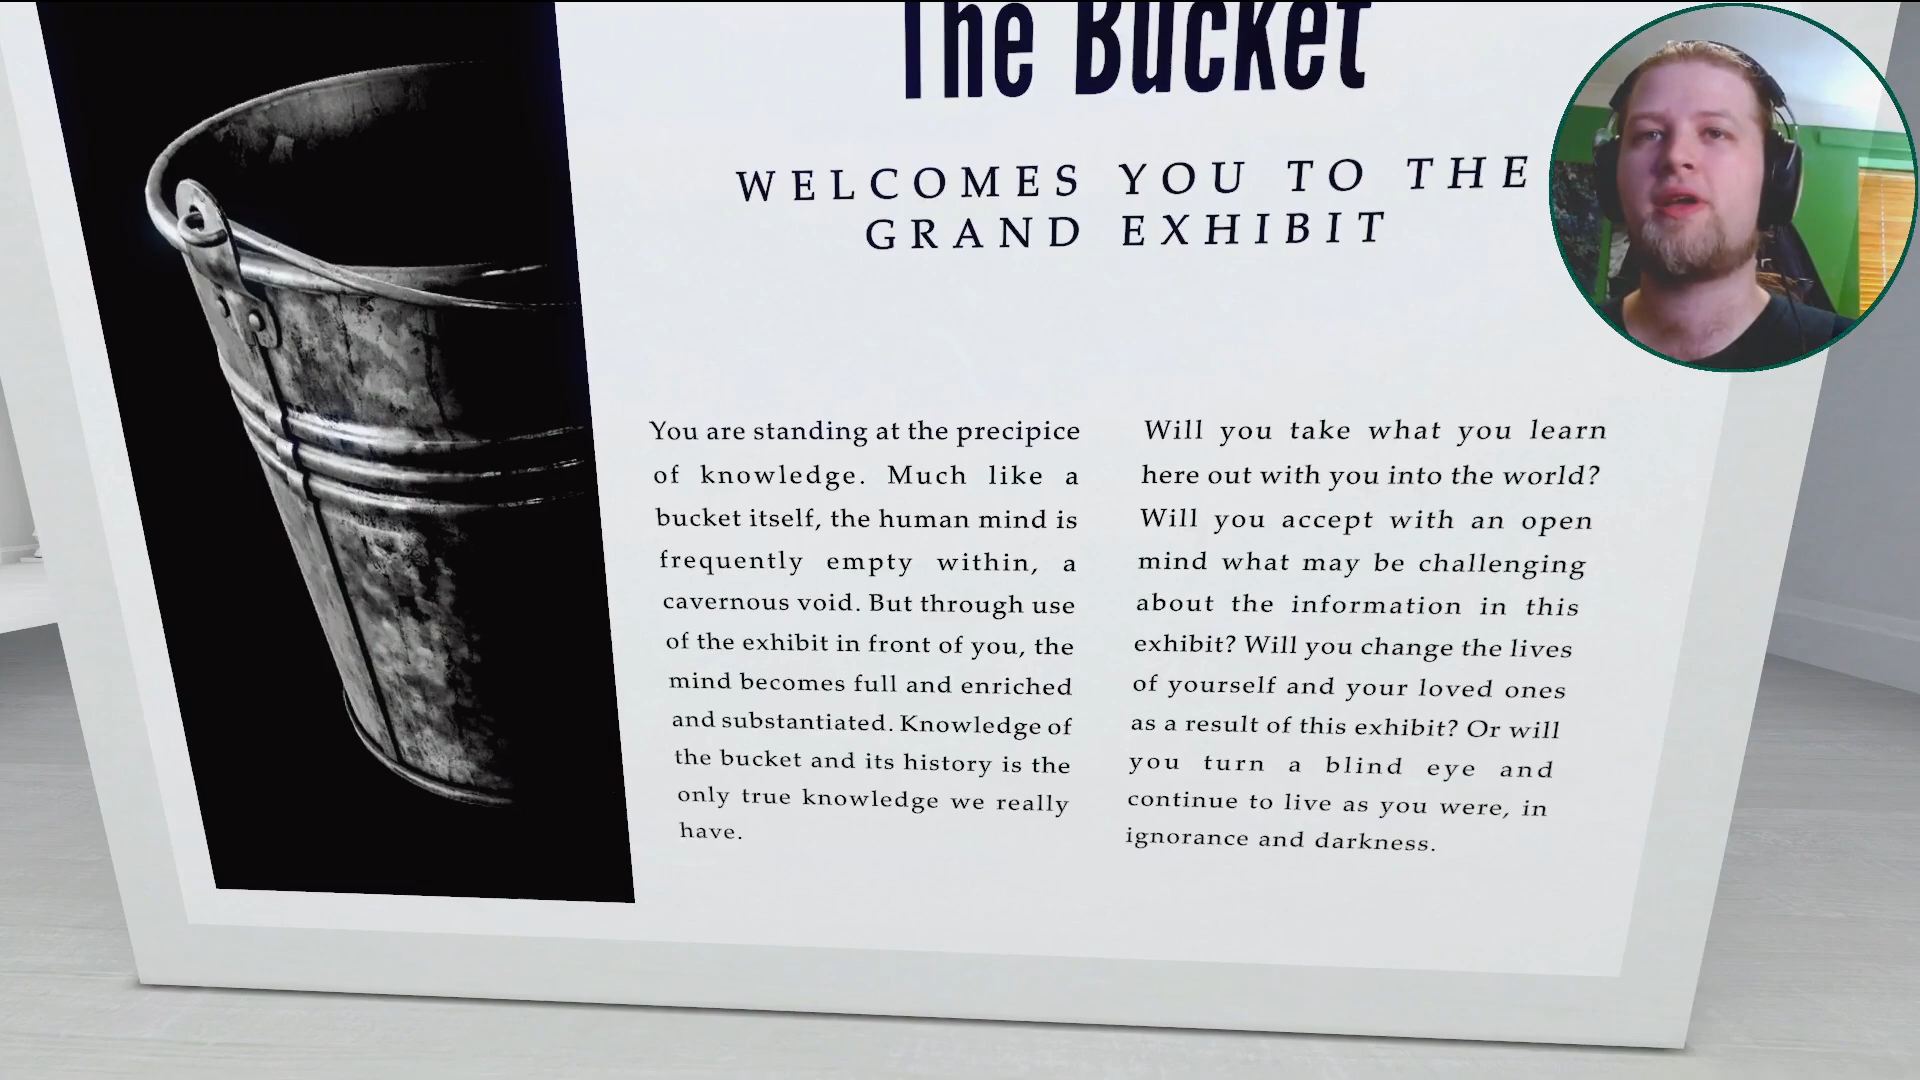 The Bucket
WELCOMES YOU TO THE
GRAND EXHIBIT
You are standing at the precipice
of knowledge. Much like a
bucket itself, the human mind is
frequently empty within, a
cavernous void. But through use
of the exhibit in front of you, the
mind becomes full and enriched
and substantiated. Knowledge of
the bucket and its history is the
only true knowledge we really
have.
Will you take what you learn
here out with you into the world?
Will you accept with an open
mind what may be challenging
about the information in this
exhibit? Will you change the lives
of yourself and your loved ones
as a result of this exhibit? Or will
you turn a blind eye and
continue to live as you were, in
ignorance and darkness.